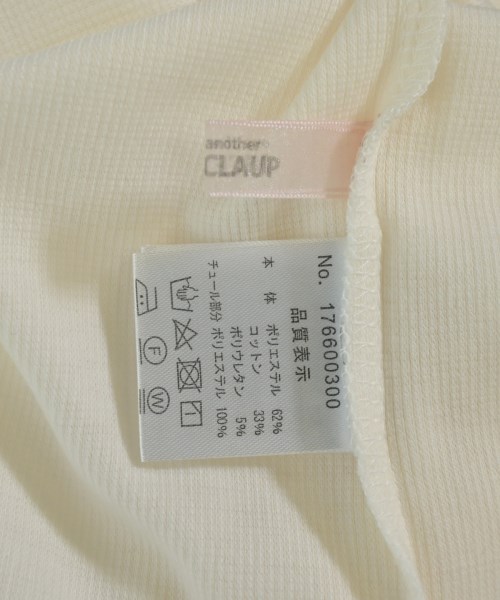 another
CLAUP
No. 176600300
品質表示
本 体 ポリエステル 62%
コットン 33%
ポリウレタン 5%
チュール部分 ポリエステル 100%
F
W